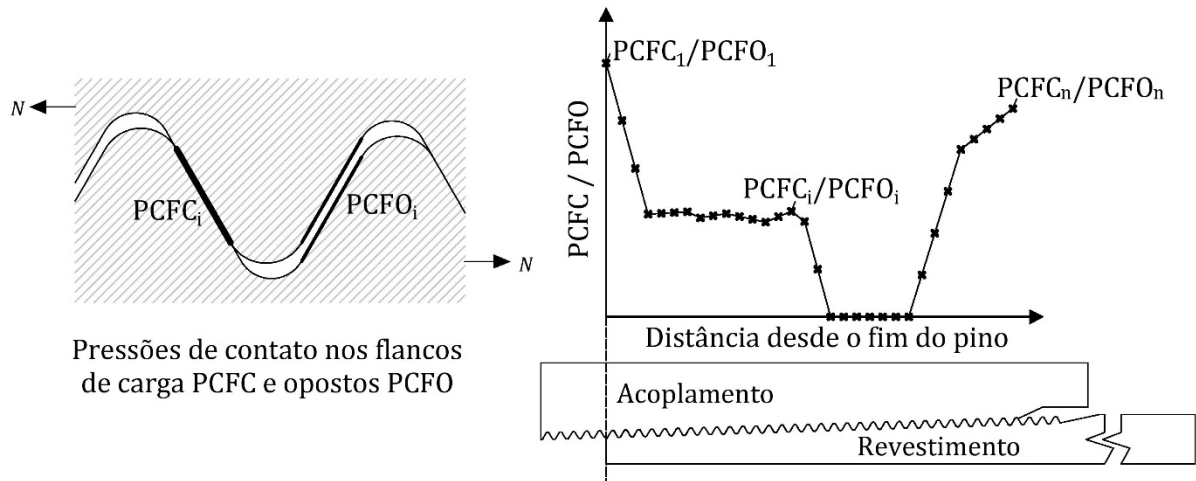 N
PCFCi
PCFOi
N
Pressões de contato nos flancos
de carga PCFC e opostos PCFO
PCFC / PCFO
PCFC1/PCFO1
PCFCi/PCFOi
PCFCn/PCFOn
Distância desde o fim do pino
Acoplamento
Revestimento